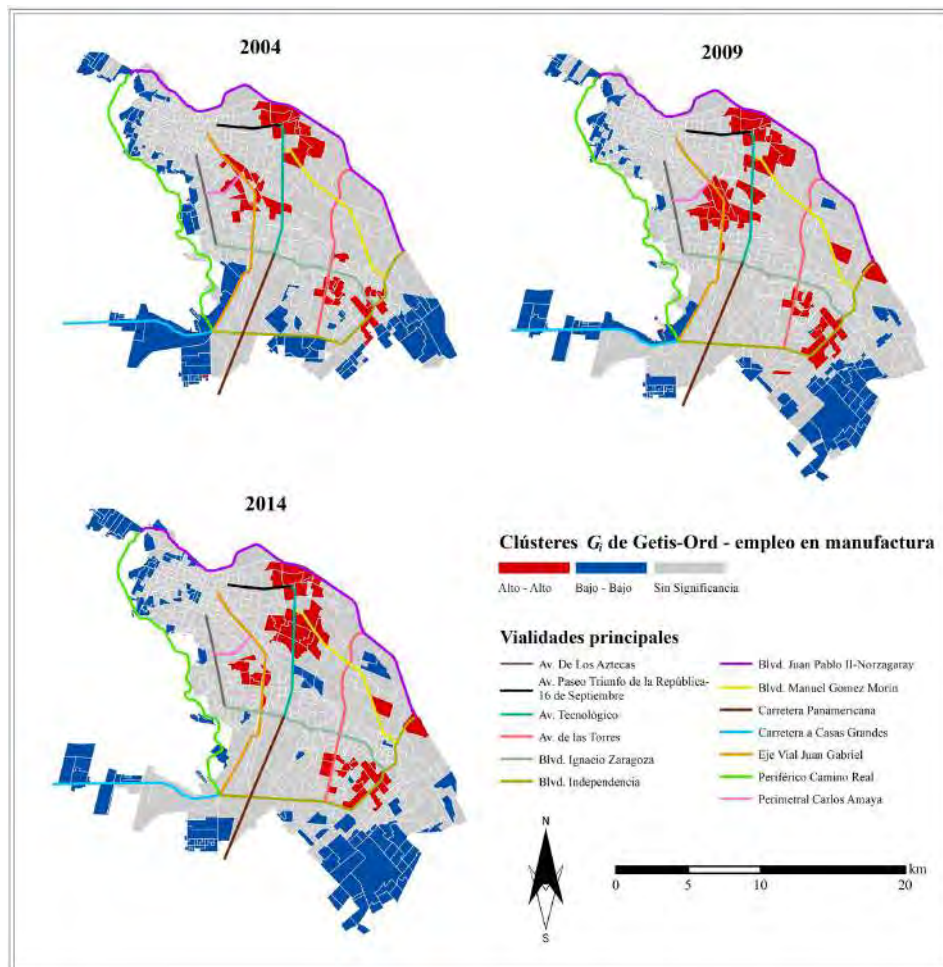 2004
2009
2014
Clústeres Gᵢ de Getis-Ord - empleo en manufactura
Alto - Alto
Bajo - Bajo
Sin Significancia
Vialidades principales
Av. De Los Aztecas
Av. Paseo Triunfo de la República-
16 de Septiembre
Av. Tecnológico
Av. de las Torres
Blvd. Ignacio Zaragoza
Blvd. Independencia
Blvd. Juan Pablo II-Norzagaray
Blvd. Manuel Gomez Morin
Carretera Panamericana
Carretera a Casas Grandes
Eje Vial Juan Gabriel
Periférico Camino Real
Perimetral Carlos Amaya
N
S
km
0 5 10 20